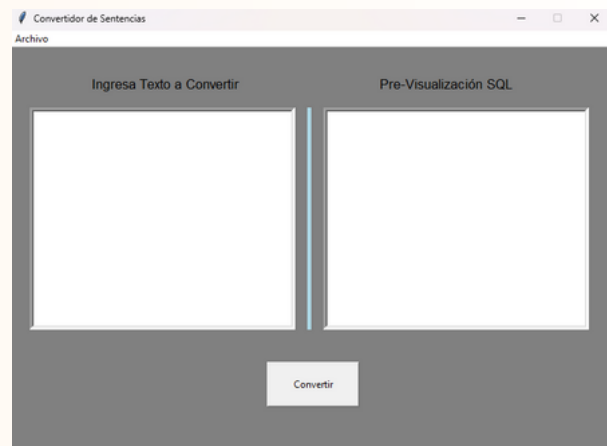 Convertidor de Sentencias
Archivo
Ingresa Texto a Convertir
Pre-Visualización SQL
Convertir